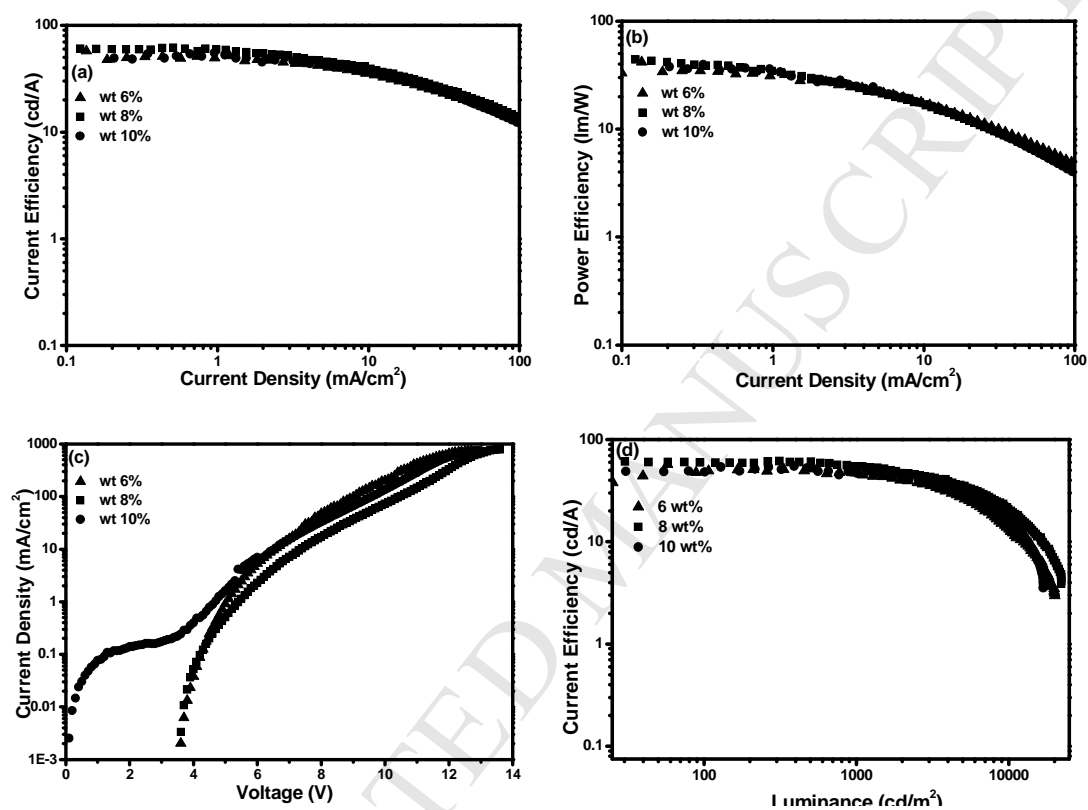 (a)
wt 6%
wt 8%
wt 10%
Current Efficiency (cd/A)
100
10
1
0.1
0.1 1 10 100
Current Density (mA/cm²)
(b)
wt 6%
wt 8%
wt 10%
Power Efficiency (lm/W)
100
10
1
0.1
0.1 1 10 100
Current Density (mA/cm²)
(c)
wt 6%
wt 8%
wt 10%
Current Density (mA/cm²)
1000
100
10
1
0.1
0.01
1E-3
0 2 4 6 8 10 12 14
Voltage (V)
(d)
6 wt%
8 wt%
10 wt%
Current Efficiency (cd/A)
100
10
1
0.1
100 1000 10000
Luminance (cd/m²)
TED MANUSCRIP